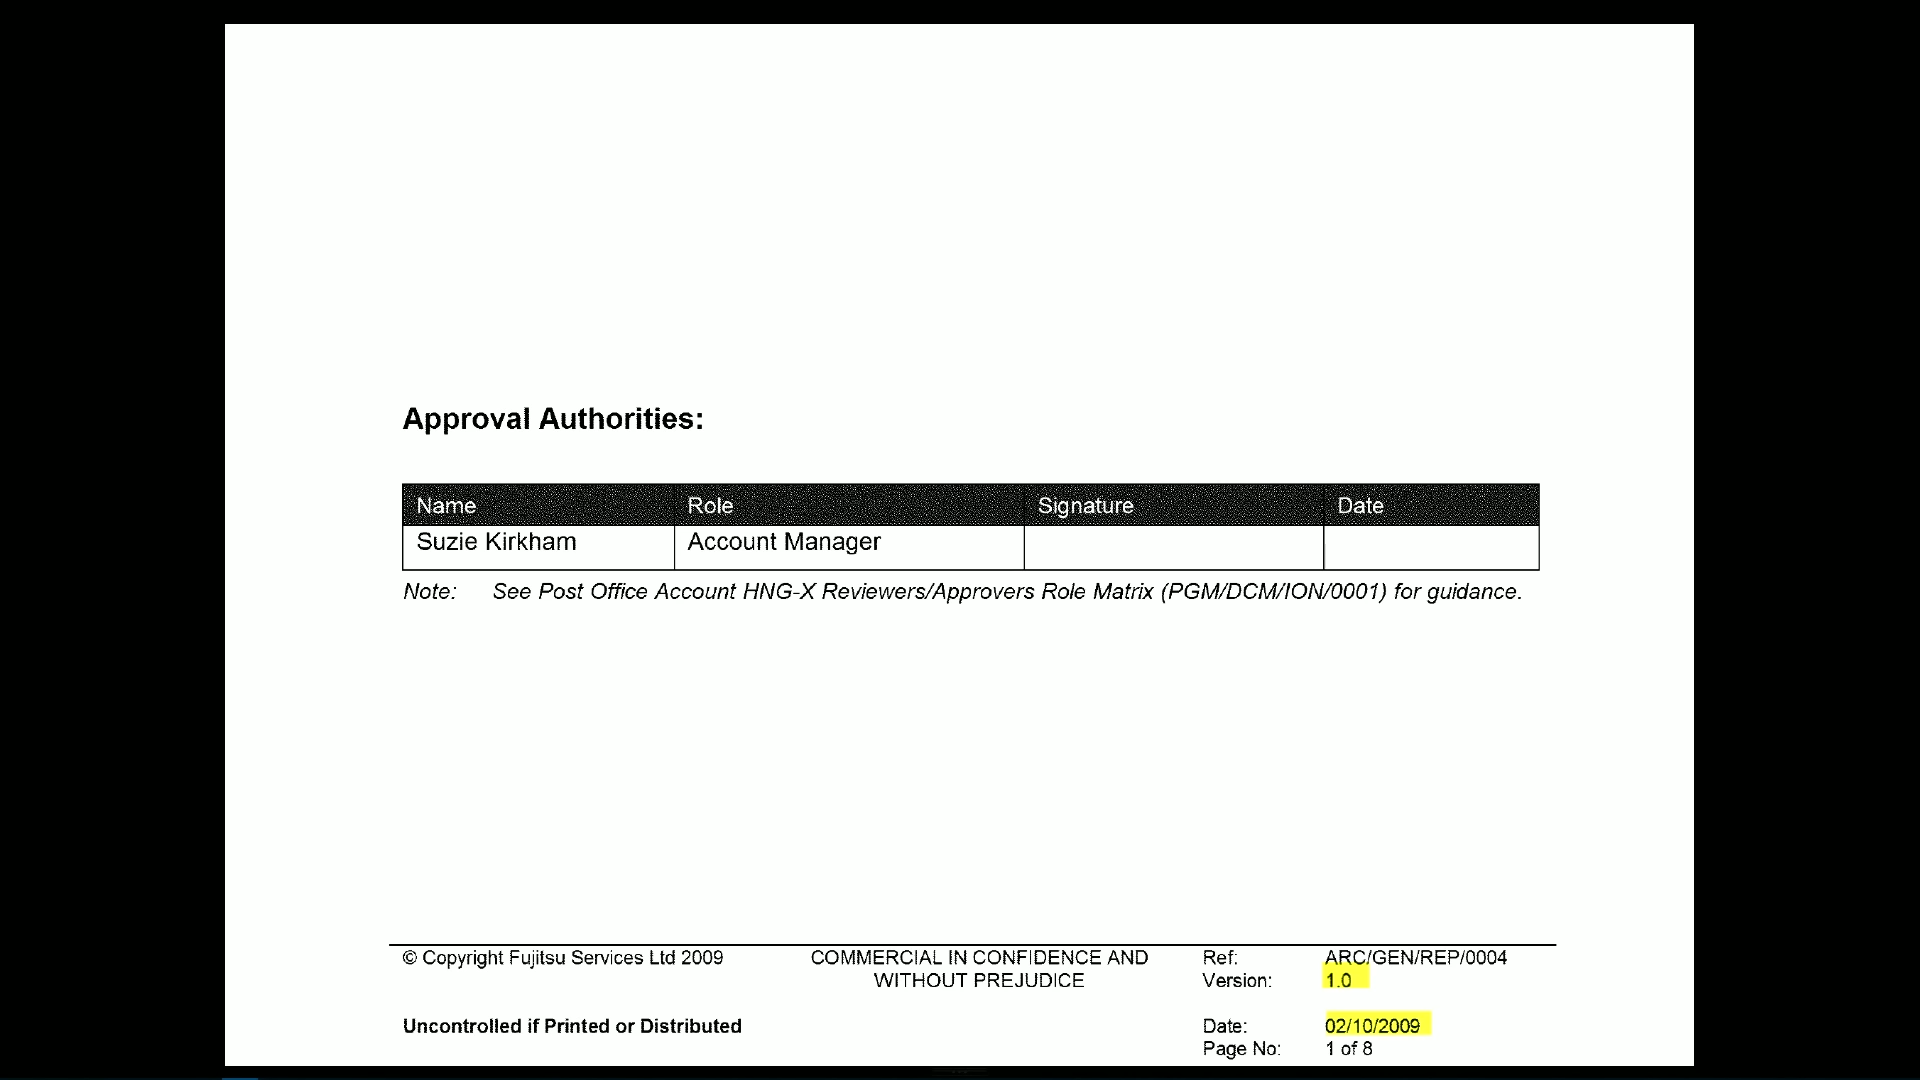 Approval Authorities:
Name Role Signature Date
Suzie Kirkham Account Manager
Note: See Post Office Account HNG-X Reviewers/Approvers Role Matrix (PGM/DCM/ION/0001) for guidance.
© Copyright Fujitsu Services Ltd 2009 COMMERCIAL IN CONFIDENCE AND Ref: ARC/GEN/REP/0004
WITHOUT PREJUDICE Version: 1.0
Uncontrolled if Printed or Distributed Date: 02/10/2009
Page No: 1 of 8